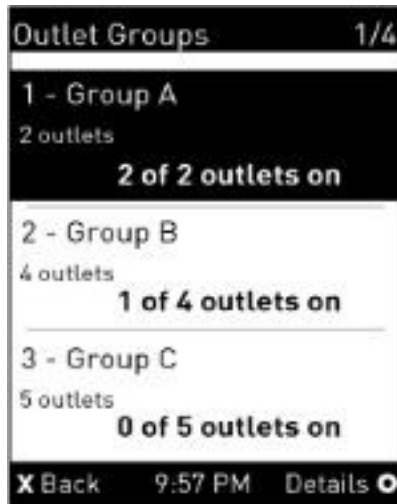 Outlet Groups 1/4
1 - Group A
2 outlets
2 of 2 outlets on
2 - Group B
4 outlets
1 of 4 outlets on
3 - Group C
5 outlets
0 of 5 outlets on
X Back 9:57 PM Details O